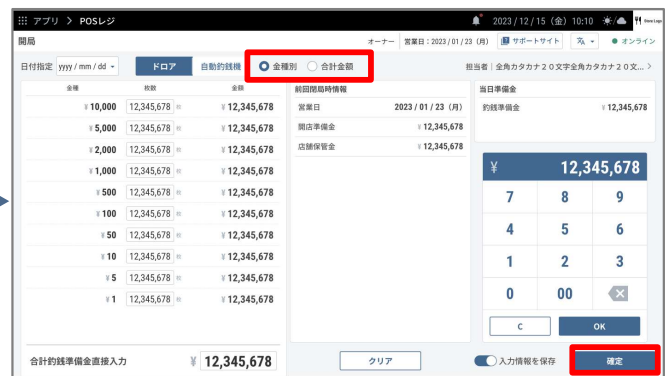 アプリ > POSレジ 2023 / 12 / 15（金）10:10
開局 オーナー 営業日：2023 / 01 / 23（月） サポートサイト オンライン
日付指定 yyyy / mm / dd ドロア 自動釣銭機 金種別 合計金額 担当者｜全角カタカナ２０文字全角カタカナ２０文... >
金種 枚数 金額 前回閉局時情報 当日準備金
¥ 10,000 12,345,678 枚 ¥ 12,345,678 営業日 2023 / 01 / 23（月） 釣銭準備金 ¥ 12,345,678
¥ 5,000 12,345,678 枚 ¥ 12,345,678 開店準備金 ¥ 12,345,678
¥ 2,000 12,345,678 枚 ¥ 12,345,678 店舗保管金 ¥ 12,345,678
¥ 1,000 12,345,678 枚 ¥ 12,345,678 ¥ 12,345,678
¥ 500 12,345,678 枚 ¥ 12,345,678 7 8 9
¥ 100 12,345,678 枚 ¥ 12,345,678
¥ 50 12,345,678 枚 ¥ 12,345,678 4 5 6
¥ 10 12,345,678 枚 ¥ 12,345,678 1 2 3
¥ 5 12,345,678 枚 ¥ 12,345,678
¥ 1 12,345,678 枚 ¥ 12,345,678 0 00
C OK
合計釣銭準備金直接入力 ¥ 12,345,678 クリア 入力情報を保存 確定